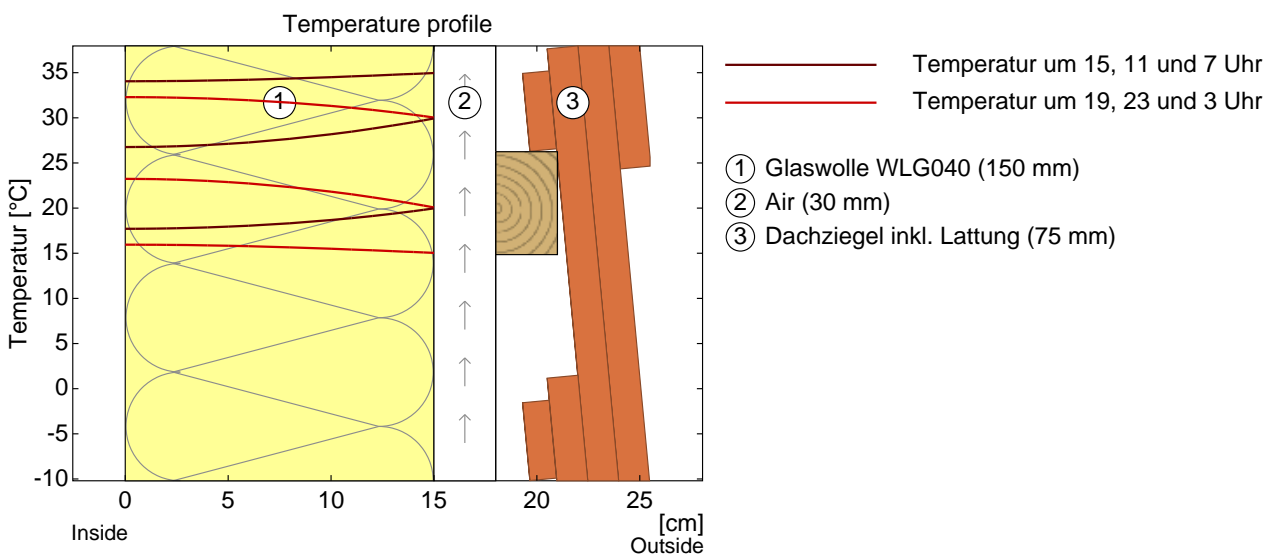 Temperature profile
Temperatur [°C]
35
30
25
20
15
10
5
0
-5
-10
0
5
10
15
20
25
[cm]
Inside
Outside
1
2
3
Temperatur um 15, 11 und 7 Uhr
Temperatur um 19, 23 und 3 Uhr
1 Glaswolle WLG040 (150 mm)
2 Air (30 mm)
3 Dachziegel inkl. Lattung (75 mm)